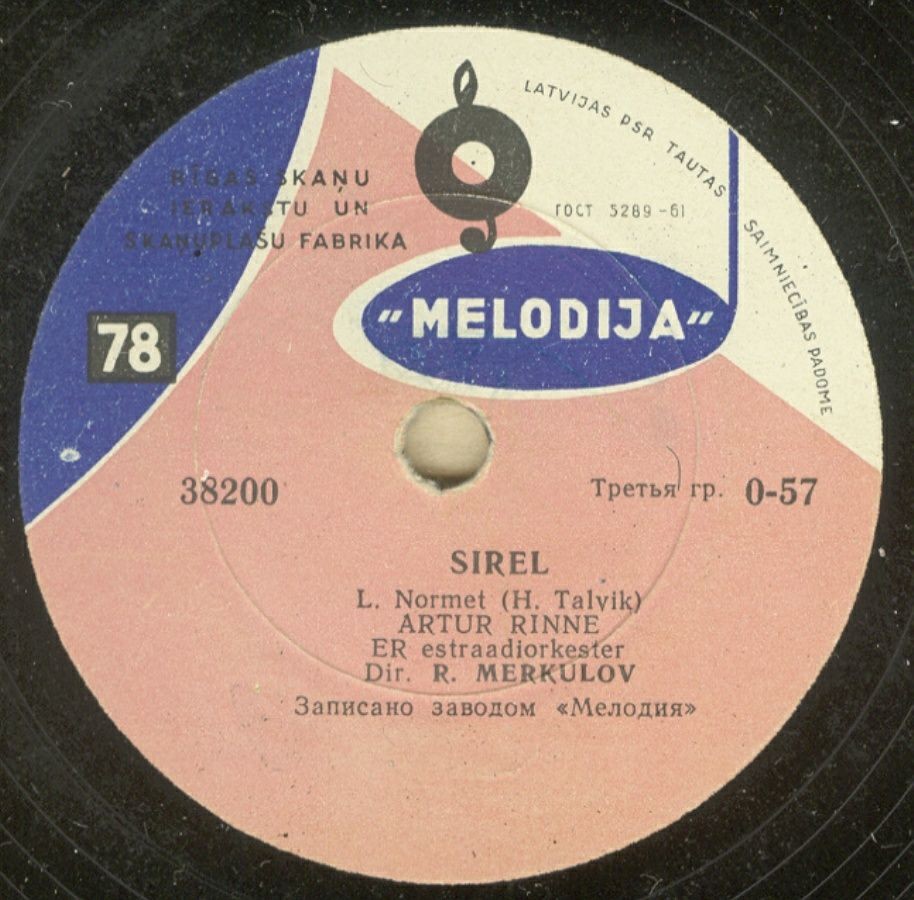 LATVIJAS PSR TAUTAS SAIMNIECĪBAS PADOME
RĪGAS SKAŅU
IERAKSTU UN
SKAŅUPLAŠU FABRIKA
ГОСТ 5289-61
"MELODIJA"
78
38200
Третья гр. 0-57
SIREL
L. Normet (H. Talvik)
ARTUR RINNE
ER estraadiorkester
Dir. R. MERKULOV
Записано заводом «Мелодия»